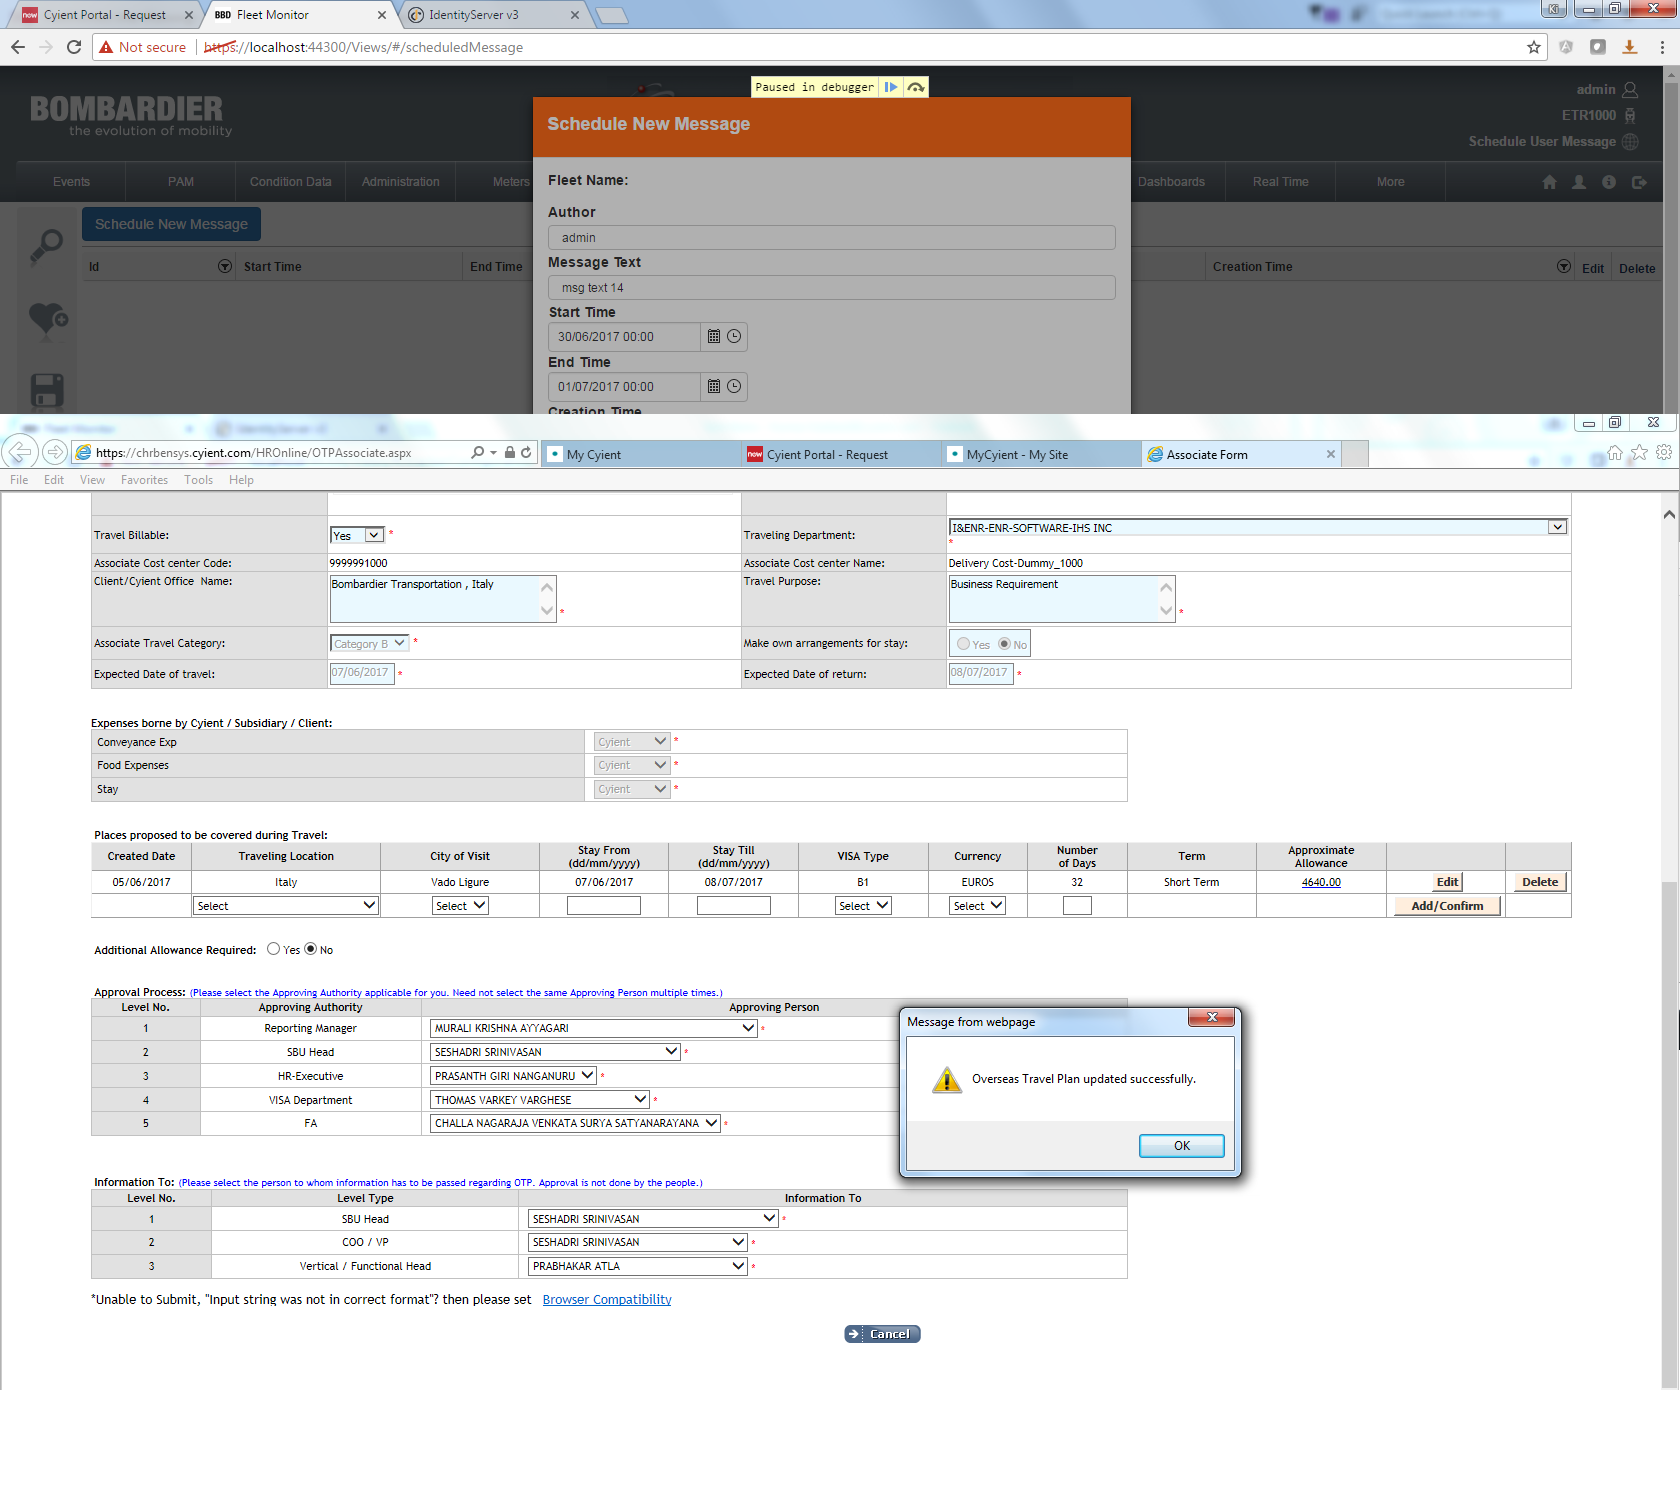 Cyient Portal - Request
Fleet Monitor
IdentityServer v3
Ki
Not secure
https://localhost:44300/Views/#/scheduledMessage
Paused in debugger
BOMBARDIER
the evolution of mobility
admin
ETR1000
Schedule User Message
Events
PAM
Condition Data
Administration
Meters
Dashboards
Real Time
More
Schedule New Message
Id
Start Time
End Time
Creation Time
Edit
Delete
Schedule New Message
Fleet Name:
Author
admin
Message Text
msg text 14
Start Time
30/06/2017 00:00
End Time
01/07/2017 00:00
Creation Time
https://chrbensys.cyient.com/HROnline/OTPAssociate.aspx
My Cyient
now Cyient Portal - Request
MyCyient - My Site
Associate Form
File Edit View Favorites Tools Help
Travel Billable: Yes *
Traveling Department: I&ENR-ENR-SOFTWARE-IHS INC
*
Associate Cost center Code: 9999991000
Associate Cost center Name: Delivery Cost-Dummy_1000
Client/Cyient Office Name: Bombardier Transportation , Italy *
Travel Purpose: Business Requirement *
Associate Travel Category: Category B *
Make own arrangements for stay: Yes No
Expected Date of travel: 07/06/2017 *
Expected Date of return: 08/07/2017 *
Expenses borne by Cyient / Subsidiary / Client:
Conveyance Exp Cyient *
Food Expenses Cyient *
Stay Cyient *
Places proposed to be covered during Travel:
Created Date Traveling Location City of Visit Stay From (dd/mm/yyyy) Stay Till (dd/mm/yyyy) VISA Type Currency Number of Days Term Approximate Allowance
05/06/2017 Italy Vado Ligure 07/06/2017 08/07/2017 B1 EUROS 32 Short Term 4640.00 Edit Delete
Select Select Select Select Add/Confirm
Additional Allowance Required: Yes No
Approval Process: (Please select the Approving Authority applicable for you. Need not select the same Approving Person multiple times.)
Level No. Approving Authority Approving Person
1 Reporting Manager MURALI KRISHNA AYYAGARI *
2 SBU Head SESHADRI SRINIVASAN *
3 HR-Executive PRASANTH GIRI NANGANURU *
4 VISA Department THOMAS VARKEY VARGHESE *
5 FA CHALLA NAGARAJA VENKATA SURYA SATYANARAYANA *
Message from webpage
Overseas Travel Plan updated successfully.
OK
Information To: (Please select the person to whom information has to be passed regarding OTP. Approval is not done by the people.)
Level No. Level Type Information To
1 SBU Head SESHADRI SRINIVASAN *
2 COO / VP SESHADRI SRINIVASAN *
3 Vertical / Functional Head PRABHAKAR ATLA *
*Unable to Submit, "Input string was not in correct format"? then please set Browser Compatibility
Cancel